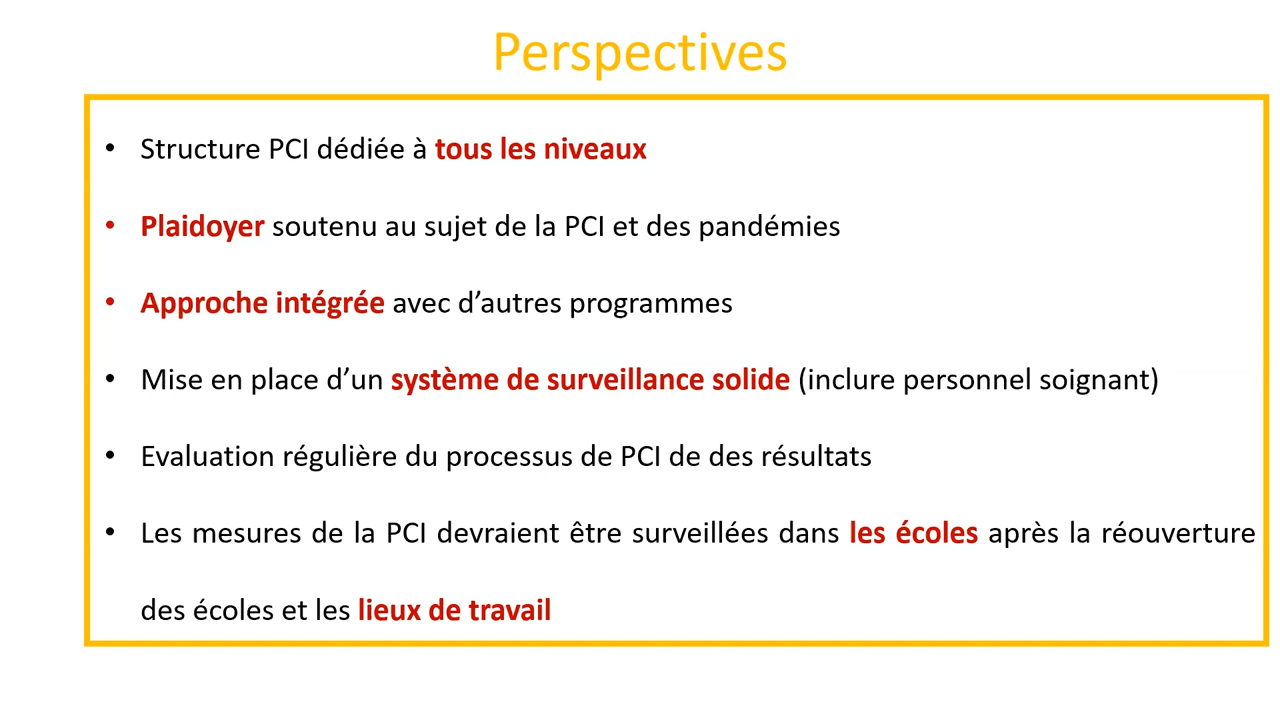 Perspectives
• Structure PCI dédiée à tous les niveaux
• Plaidoyer soutenu au sujet de la PCI et des pandémies
• Approche intégrée avec d’autres programmes
• Mise en place d’un système de surveillance solide (inclure personnel soignant)
• Evaluation régulière du processus de PCI de des résultats
• Les mesures de la PCI devraient être surveillées dans les écoles après la réouverture
des écoles et les lieux de travail